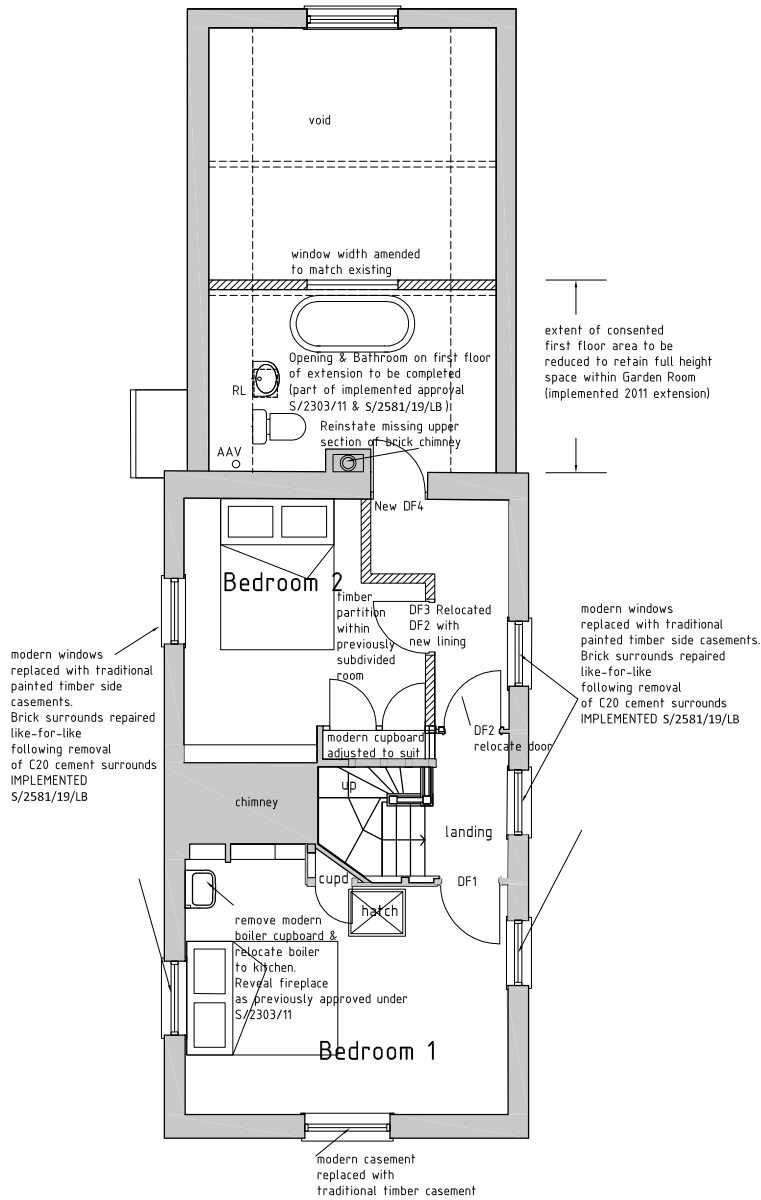 void
window width amended
to match existing
extent of consented
first floor area to be
reduced to retain full height
space within Garden Room
(implemented 2011 extension)
Opening & Bathroom on first floor
of extension to be completed
(part of implemented approval
S/2303/11 & S/2581/19/LB )
RL
Reinstate missing upper
section of brick chimney
AAV
New DF4
Bedroom 2
timber
partition
within
previously
subdivided
room
DF3 Relocated
DF2 with
new lining
modern windows
replaced with traditional
painted timber side casements.
Brick surrounds repaired
like-for-like
following removal
of C20 cement surrounds
IMPLEMENTED S/2581/19/LB
modern windows
replaced with traditional
painted timber side
casements.
Brick surrounds repaired
like-for-like
following removal
of C20 cement surrounds
IMPLEMENTED
S/2581/19/LB
DF2
relocate door
modern cupboard
adjusted to suit
up
chimney
landing
cupd
DF1
hatch
remove modern
boiler cupboard &
relocate boiler
to kitchen.
Reveal fireplace
as previously approved under
S/2303/11
Bedroom 1
modern casement
replaced with
traditional timber casement